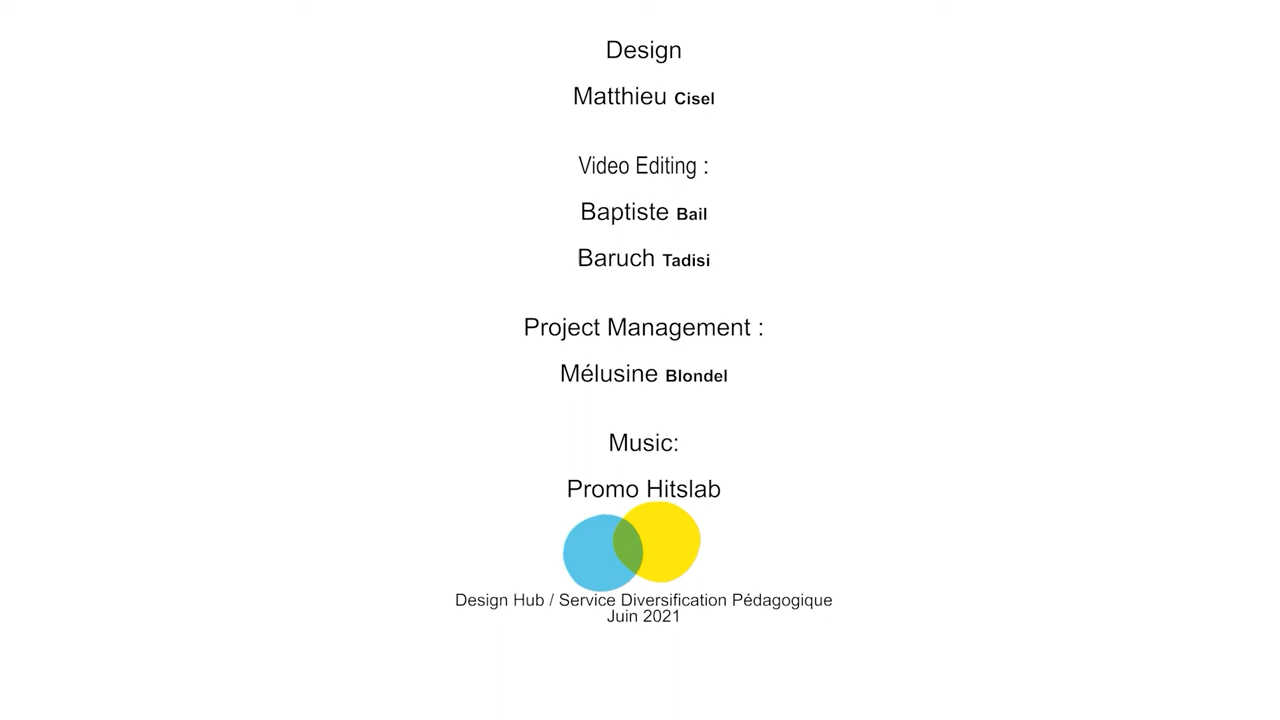 Design
Matthieu Cisel
Video Editing :
Baptiste Bail
Baruch Tadisi
Project Management :
Mélusine Blondel
Music:
Promo Hitslab
Design Hub / Service Diversification Pédagogique
Juin 2021